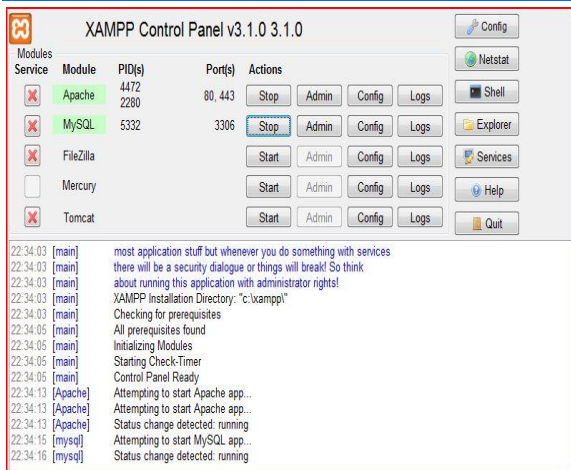 XAMPP Control Panel v3.1.0 3.1.0
Modules
Service Module PID(s) Port(s) Actions
Apache 4472 2280 80, 443 Stop Admin Config Logs
MySQL 5332 3306 Stop Admin Config Logs
FileZilla Start Admin Config Logs
Mercury Start Admin Config Logs
Tomcat Start Admin Config Logs
Config
Netstat
Shell
Explorer
Services
Help
Quit
22:34:03 [main] most application stuff but whenever you do something with services
22:34:03 [main] there will be a security dialogue or things will break! So think
22:34:03 [main] about running this application with administrator rights!
22:34:03 [main] XAMPP Installation Directory: "c:\xampp\"
22:34:03 [main] Checking for prerequisites
22:34:05 [main] All prerequisites found
22:34:05 [main] Initializing Modules
22:34:05 [main] Starting Check-Timer
22:34:05 [main] Control Panel Ready
22:34:13 [Apache] Attempting to start Apache app...
22:34:13 [Apache] Attempting to start Apache app...
22:34:13 [Apache] Status change detected: running
22:34:15 [mysql] Attempting to start MySQL app...
22:34:16 [mysql] Status change detected: running